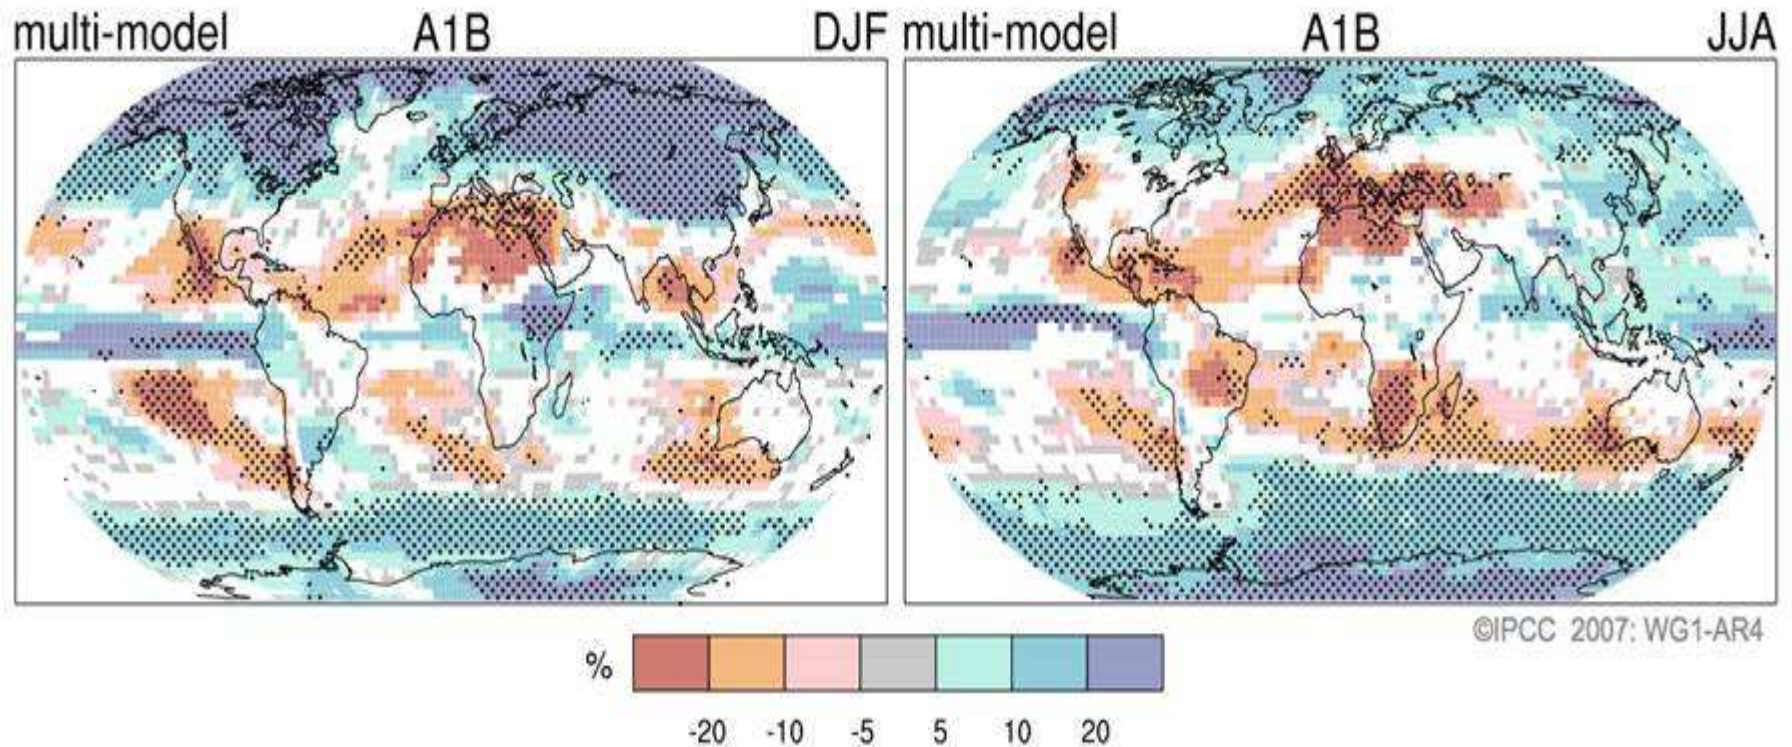 multi-model A1B DJF
multi-model A1B JJA
©IPCC 2007: WG1-AR4
%
-20 -10 -5 5 10 20